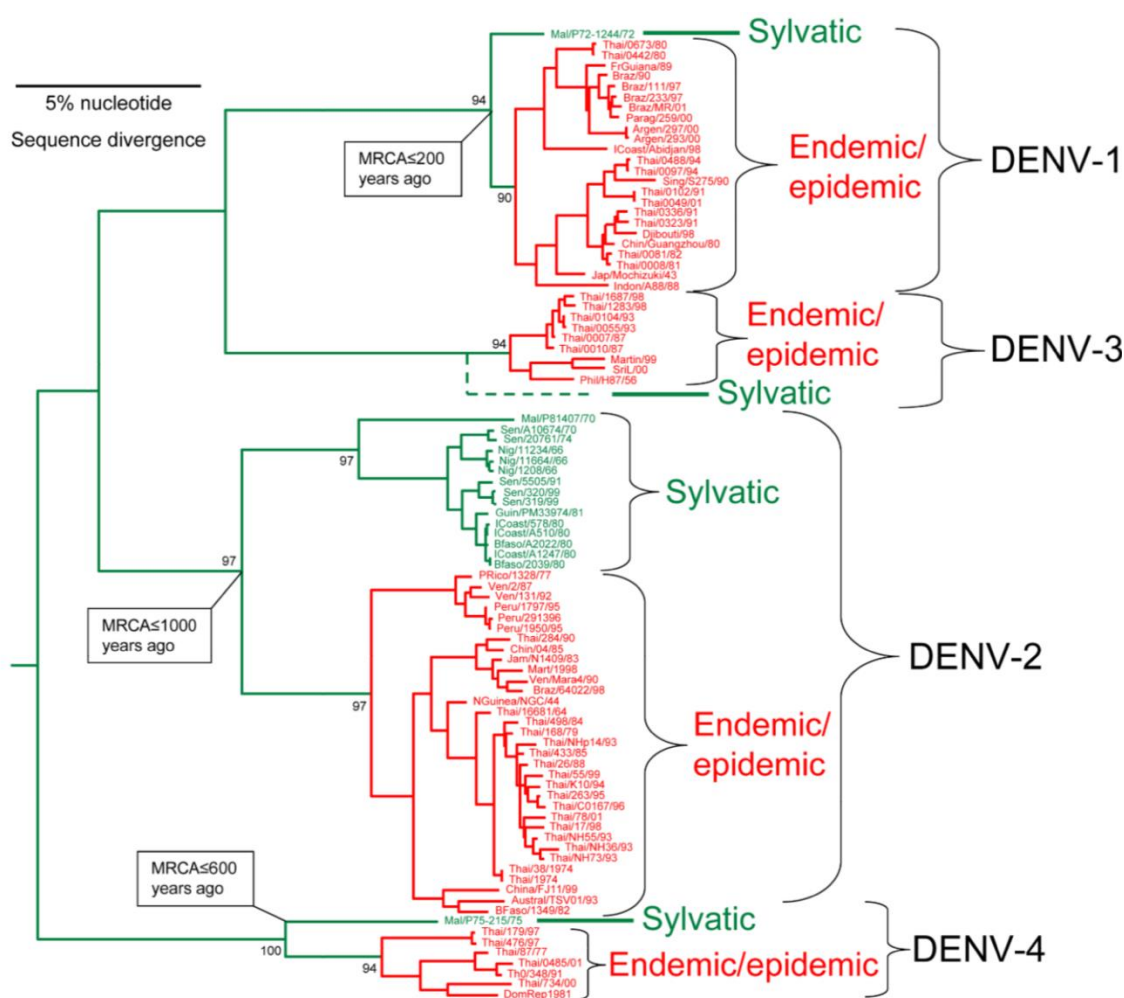 5% nucleotide
Sequence divergence
Mal/P72-1244/72
Sylvatic
Thai/0673/80
Thai/0442/80
FrGuiana/89
Braz/90
Braz/111/97
Braz/233/97
Braz/MR/01
Parag/259/00
Argen/297/00
Argen/293/00
ICoast/Abidjan/98
Thai/0488/94
Thai/0097/94
Sing/S275/90
Thai/0102/91
Thai0049/01
Thai/0336/91
Thai/0323/91
Djibouti/98
Chin/Guangzhou/80
Thai/0081/82
Thai/0008/81
Jap/Mochizuki/43
Indon/A88/88
Endemic/
epidemic
DENV-1
94
MRCA≤200
years ago
90
Thai/1687/98
Thai/1283/98
Thai/0104/93
Thai/0055/93
Thai/0007/87
Thai/0010/87
Martin/99
SriL/00
Phil/H87/56
Endemic/
epidemic
DENV-3
94
Sylvatic
Mal/P81407/70
Sen/A10674/70
Sen/20761/74
Nig/11234/66
Nig/11664//66
Nig/1208/66
Sen/5505/91
Sen/320/99
Sen/319/99
Guin/PM33974/81
ICoast/578/80
ICoast/A510/80
Bfaso/A2022/80
ICoast/A1247/80
Bfaso/2039/80
Sylvatic
97
97
MRCA≤1000
years ago
PRico/1328/77
Ven/2/87
Ven/131/92
Peru/1797/95
Peru/291396
Peru/1950/95
Thai/284/90
Chin/04/85
Jam/N1409/83
Mart/1998
Ven/Mara4/90
Braz/64022/98
NGuinea/NGC/44
Thai/16681/64
Thai/498/84
Thai/168/79
Thai/NHp14/93
Thai/433/85
Thai/26/88
Thai/55/99
Thai/K10/94
Thai/263/95
Thai/C0167/96
Thai/78/01
Thai/17/98
Thai/NH55/93
Thai/NH36/93
Thai/NH73/93
Thai/38/1974
Thai/1974
China/FJ11/99
Austral/TSV01/93
BFaso/1349/82
97
Endemic/
epidemic
DENV-2
MRCA≤600
years ago
Mal/P75-215/75
Sylvatic
100
94
Thai/179/97
Thai/476/97
Thai/87/77
Thai/0485/01
Th0/348/91
Thai/734/00
DomRep1981
Endemic/epidemic
DENV-4